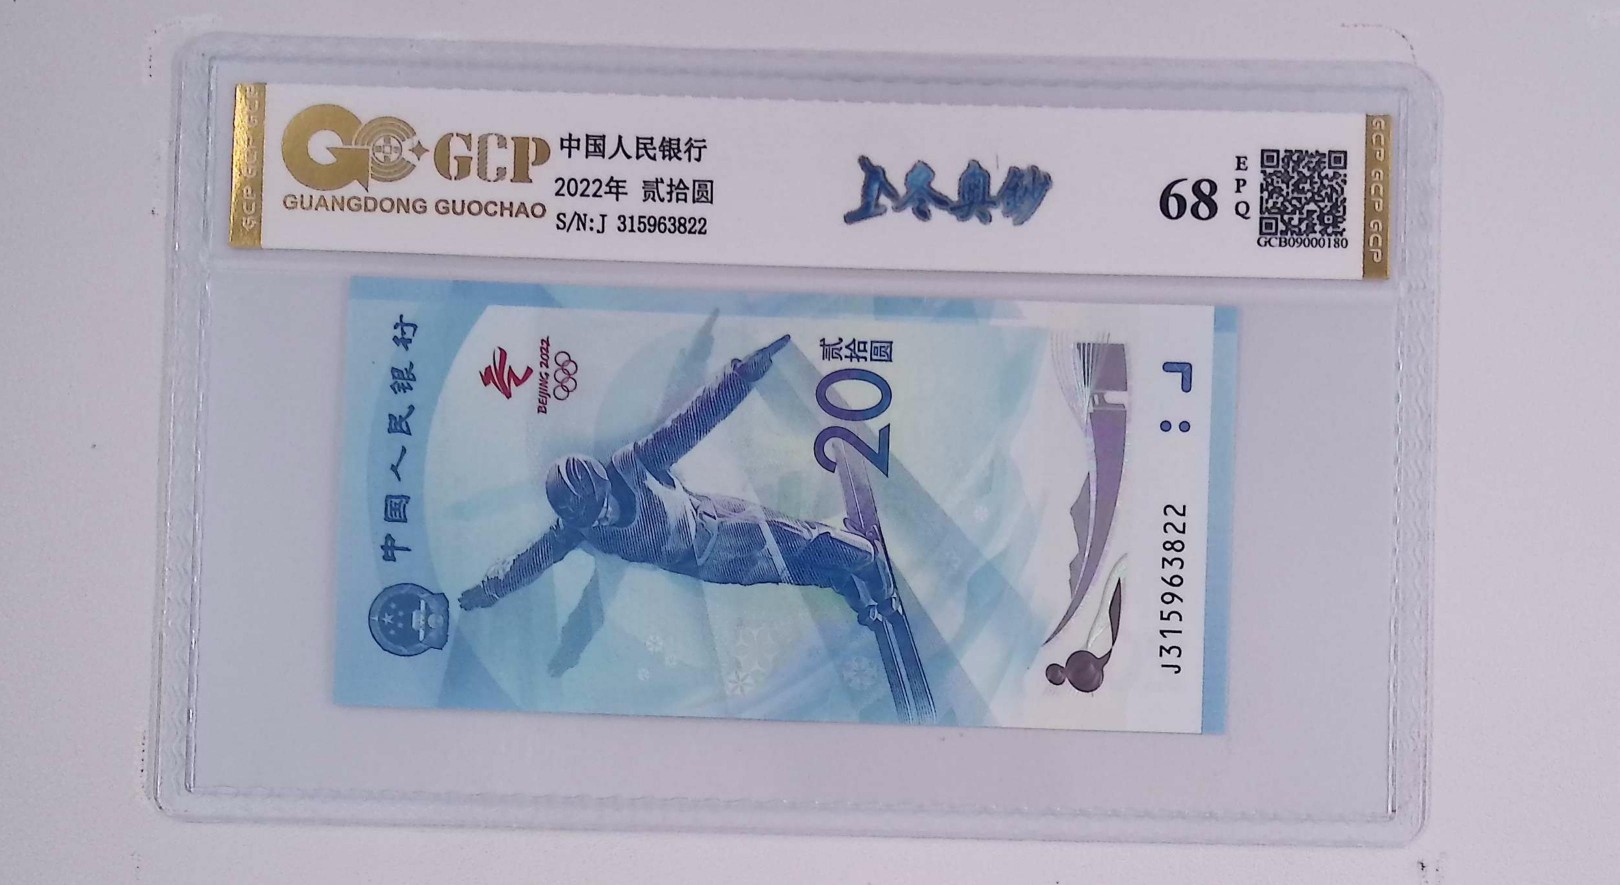 GCP GCP GCP
GCP
GUANGDONG GUOCHAO
中国人民银行
2022年 贰拾圆
S/N:J 315963822
冬奥钞
68
EPQ
GCB09000180
GCP GCP GCP
中国人民银行
BEIJING 2022
贰拾圆
20
J315963822